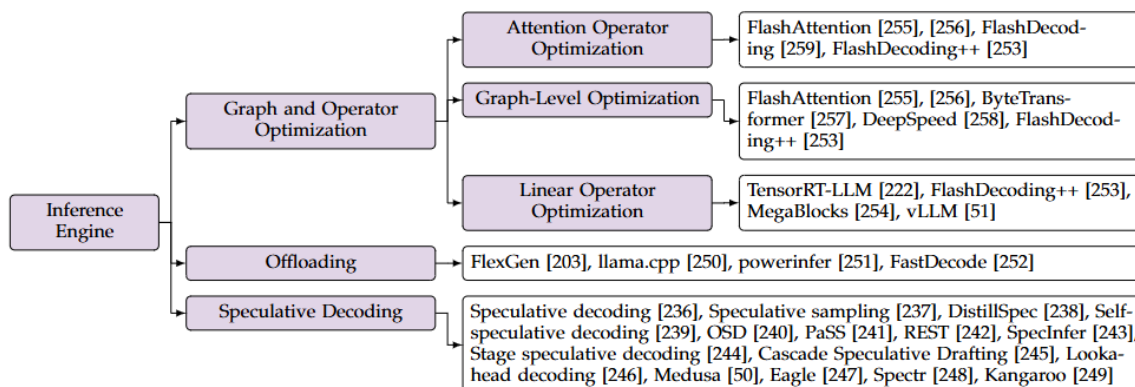 Attention Operator
Optimization
FlashAttention [255], [256], FlashDecod-
ing [259], FlashDecoding++ [253]
Graph and Operator
Optimization
Graph-Level Optimization
FlashAttention [255], [256], ByteTrans-
former [257], DeepSpeed [258], FlashDecod-
ing++ [253]
Linear Operator
Optimization
TensorRT-LLM [222], FlashDecoding++ [253],
MegaBlocks [254], vLLM [51]
Inference
Engine
Offloading
FlexGen [203], llama.cpp [250], powerinfer [251], FastDecode [252]
Speculative Decoding
Speculative decoding [236], Speculative sampling [237], DistillSpec [238], Self-
speculative decoding [239], OSD [240], PaSS [241], REST [242], SpecInfer [243],
Stage speculative decoding [244], Cascade Speculative Drafting [245], Looka-
head decoding [246], Medusa [50], Eagle [247], Spectr [248], Kangaroo [249]